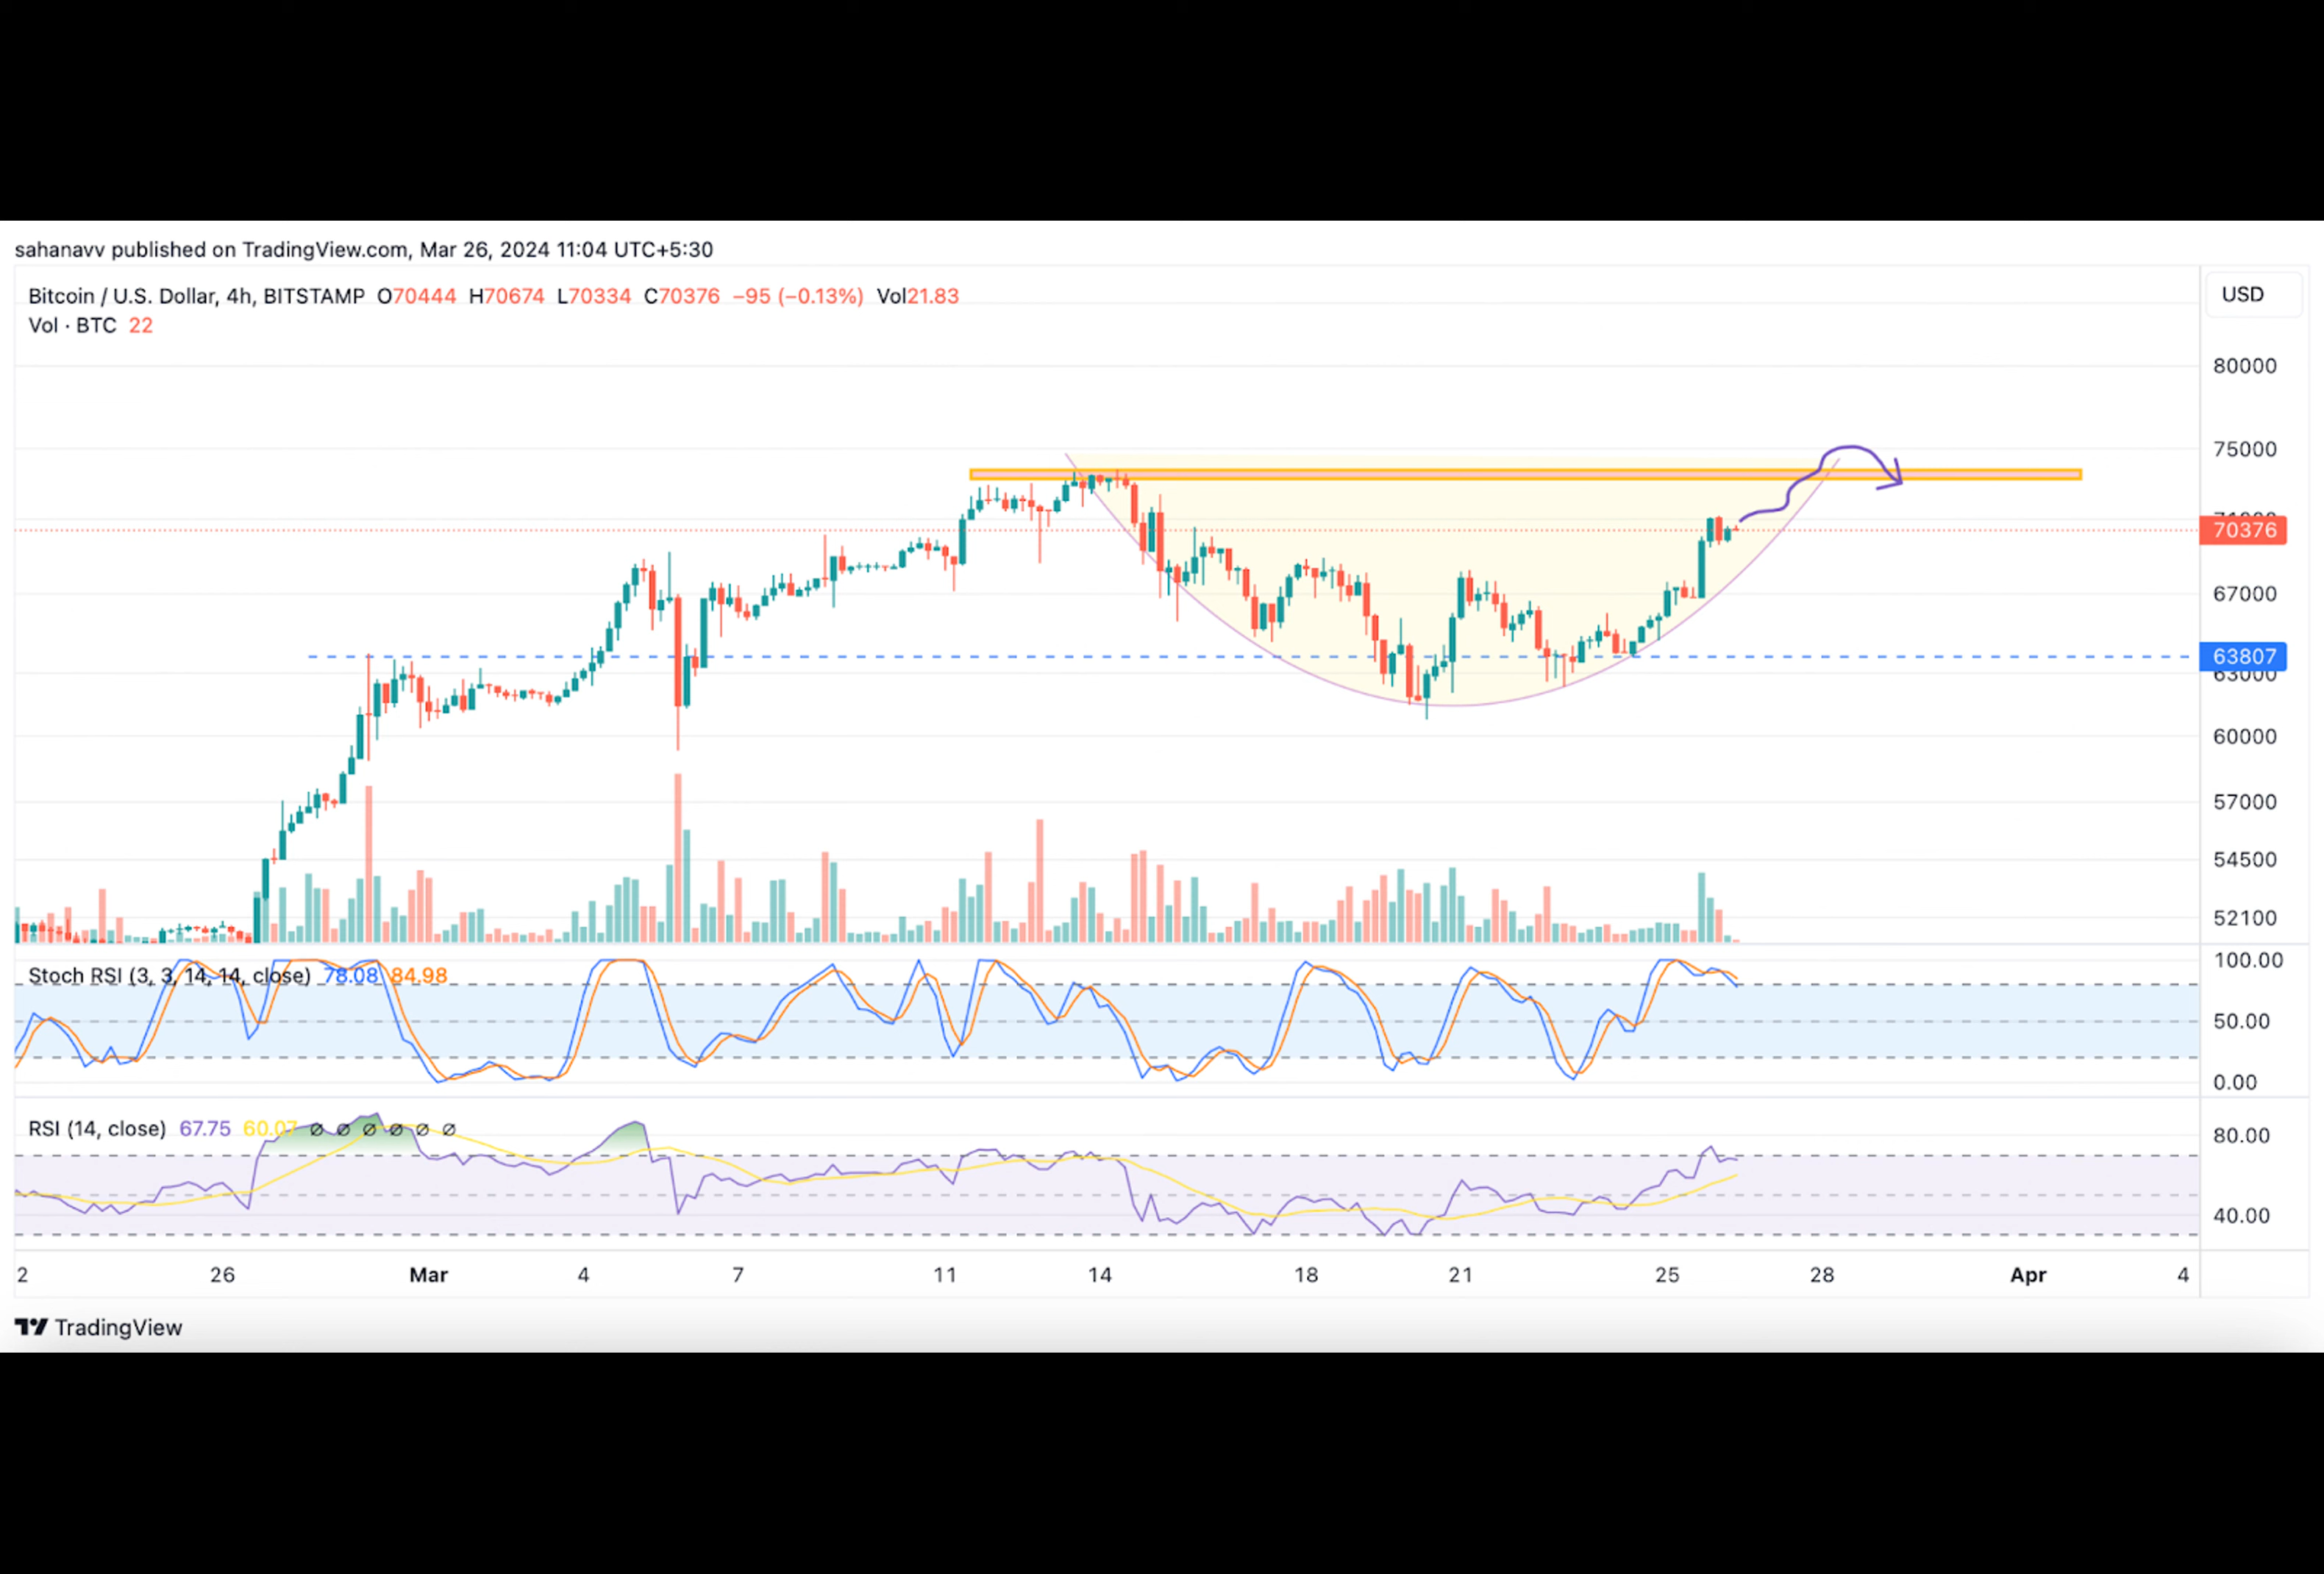 sahanavv published on TradingView.com, Mar 26, 2024 11:04 UTC+5:30
Bitcoin / U.S. Dollar, 4h, BITSTAMP O70444 H70674 L70334 C70376 −95 (−0.13%) Vol21.83
Vol · BTC 22
USD
80000
75000
71000
70376
67000
63807
63000
60000
57000
54500
52100
Stoch RSI (3, 3, 14, 14, close) 78.08 84.98
100.00
50.00
0.00
RSI (14, close) 67.75 60.07 ∅ ∅ ∅ ∅ ∅ ∅
80.00
40.00
2 26 Mar 4 7 11 14 18 21 25 28 Apr 4
TradingView